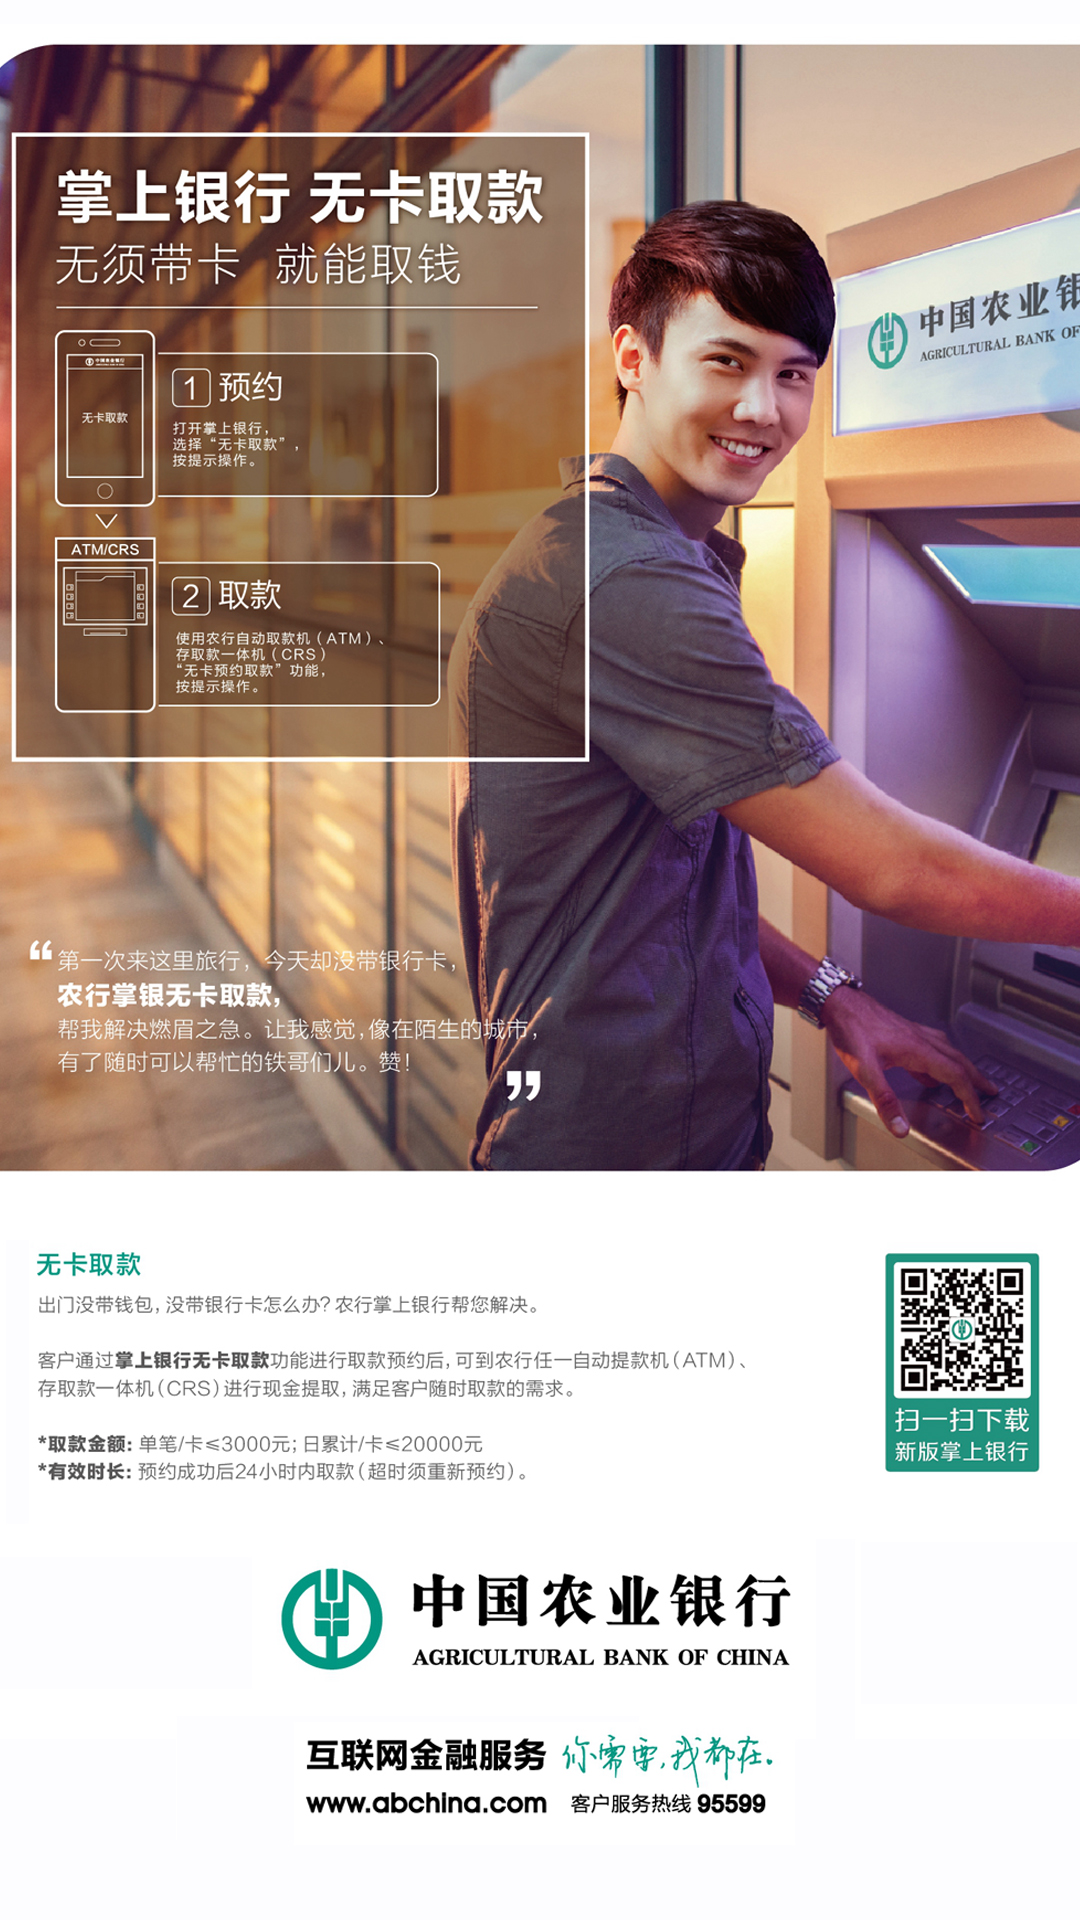 掌上银行 无卡取款
无须带卡 就能取钱
中国农业银行
无卡取款
1 预约
打开掌上银行，
选择“无卡取款”，
按提示操作。
ATM/CRS
2 取款
使用农行自动取款机（ATM）、
存取款一体机（CRS）
“无卡预约取款”功能，
按提示操作。
中国农业银
AGRICULTURAL BANK OF
“第一次来这里旅行，今天却没带银行卡，
农行掌银无卡取款，
帮我解决燃眉之急。让我感觉，像在陌生的城市，
有了随时可以帮忙的铁哥们儿。赞！”
无卡取款
出门没带钱包，没带银行卡怎么办？农行掌上银行帮您解决。
客户通过掌上银行无卡取款功能进行取款预约后，可到农行任一自动提款机（ATM）、
存取款一体机（CRS）进行现金提取，满足客户随时取款的需求。
*取款金额：单笔/卡≤3000元；日累计/卡≤20000元
*有效时长：预约成功后24小时内取款（超时须重新预约）。
扫一扫下载
新版掌上银行
中国农业银行
AGRICULTURAL BANK OF CHINA
互联网金融服务 你需要，我都在.
www.abchina.com 客户服务热线 95599